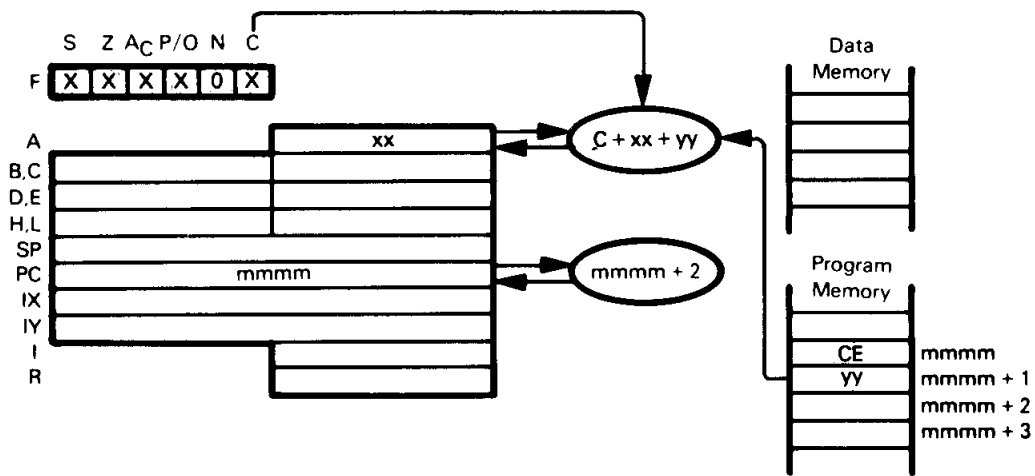 S Z AC P/O N C
F X X X X 0 X
A xx
B,C
D,E
H,L
SP
PC mmmm
IX
IY
I
R
C + xx + yy
mmmm + 2
Data
Memory
Program
Memory
CE mmmm
yy mmmm + 1
mmmm + 2
mmmm + 3